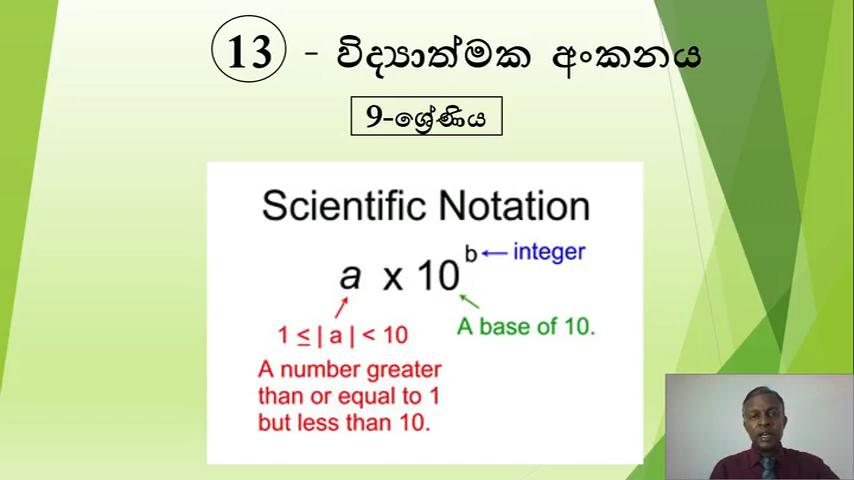 13 - විද්‍යාත්මක අංකනය
9-ශ්‍රේණිය
Scientific Notation
a x 10
b ← integer
1 ≤ | a | < 10
A base of 10.
A number greater
than or equal to 1
but less than 10.